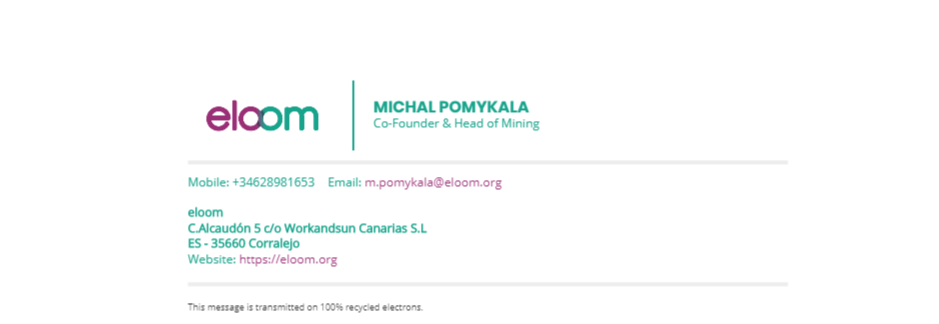 eloom
MICHAL POMYKALA
Co-Founder & Head of Mining
Mobile: +34628981653 Email: m.pomykala@eloom.org
eloom
C.Alcaudón 5 c/o Workandsun Canarias S.L
ES - 35660 Corralejo
Website: https://eloom.org
This message is transmitted on 100% recycled electrons.